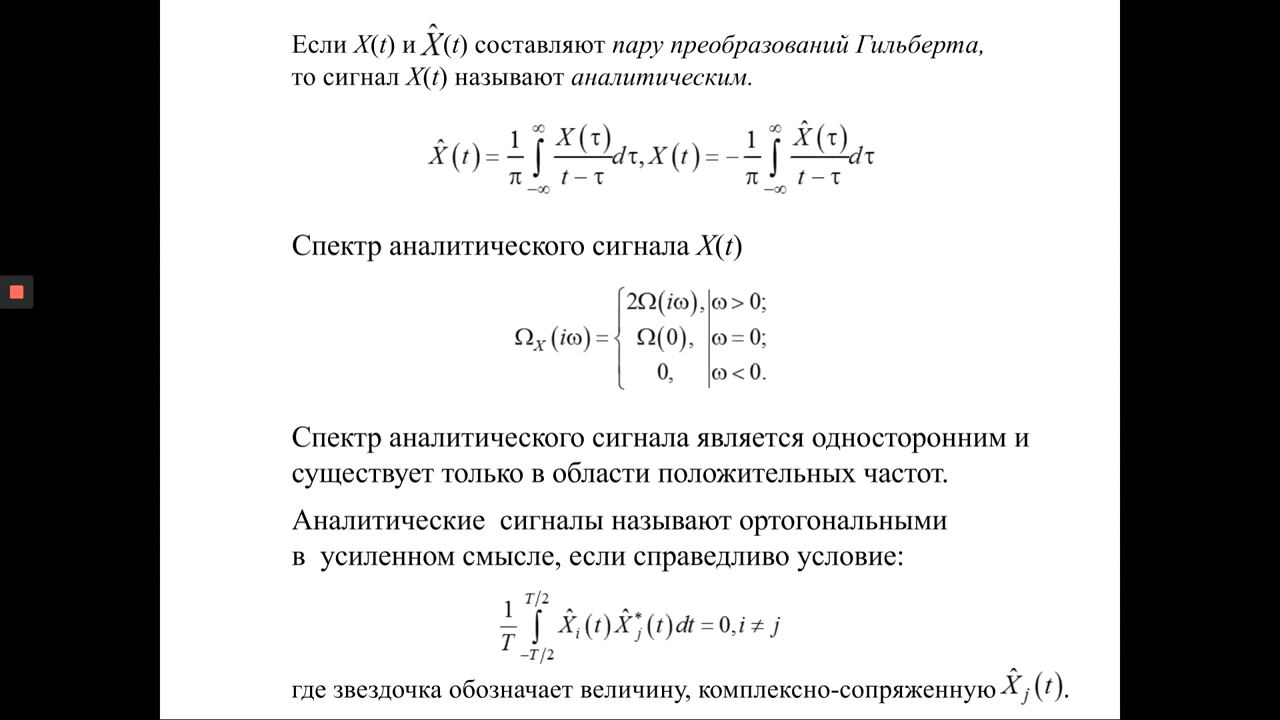 Если X(t) и X̂(t) составляют пару преобразований Гильберта,
то сигнал X(t) называют аналитическим.
X̂(t) = 1/π ∫_{−∞}^{∞} X(τ)/(t − τ) dτ, X(t) = − 1/π ∫_{−∞}^{∞} X̂(τ)/(t − τ) dτ
Спектр аналитического сигнала X(t)
Ω_X(iω) = { 2Ω(iω), | ω > 0;
Ω(0), | ω = 0;
0, | ω < 0.
Спектр аналитического сигнала является односторонним и
существует только в области положительных частот.
Аналитические сигналы называют ортогональными
в усиленном смысле, если справедливо условие:
1/T ∫_{−T/2}^{T/2} X̂_i(t) X̂_j^*(t) dt = 0, i ≠ j
где звездочка обозначает величину, комплексно-сопряженную X̂_j(t).